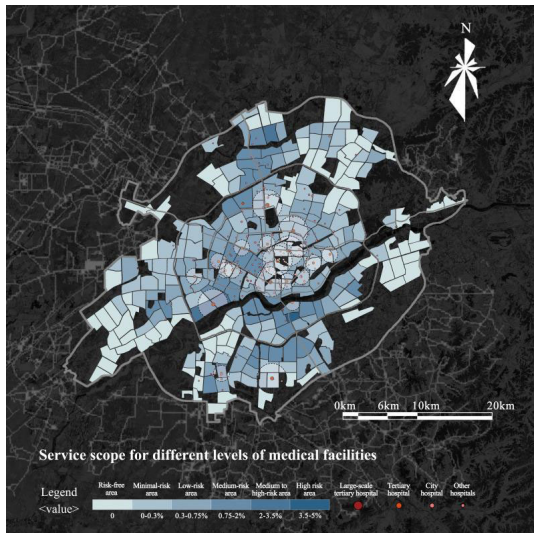 N
0km 6km 10km 20km
Service scope for different levels of medical facilities
Legend
<value>
Risk-free area
Minimal-risk area
Low-risk area
Medium-risk area
Medium to high-risk area
High risk area
Large-scale tertiary hospital
Tertiary hospital
City hospital
Other hospitals
0 0-0.3% 0.3-0.75% 0.75-2% 2-3.5% 3.5-5%